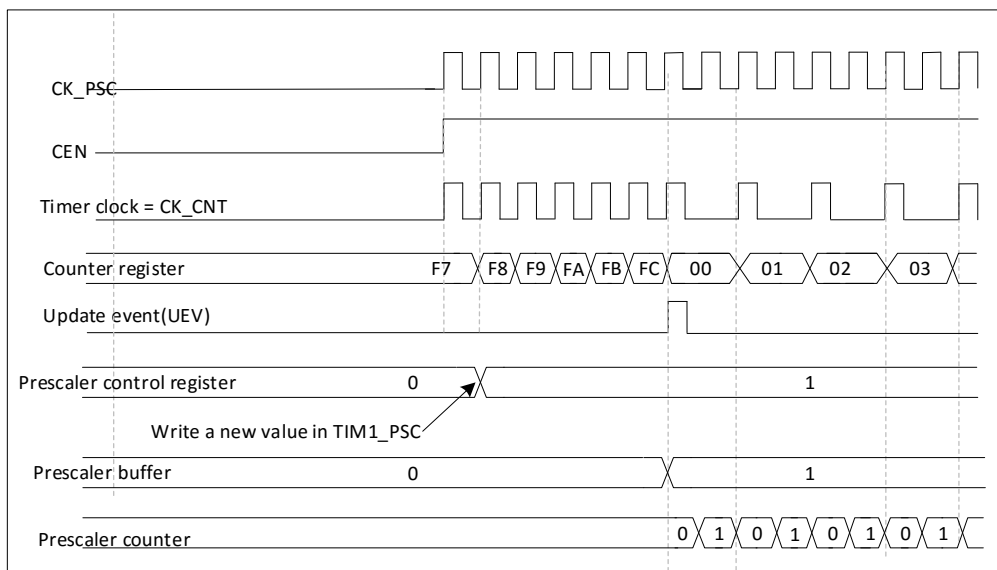 CK_PSC
CEN
Timer clock = CK_CNT
Counter register F7 F8 F9 FA FB FC 00 01 02 03
Update event(UEV)
Prescaler control register 0 1
Write a new value in TIM1_PSC
Prescaler buffer 0 1
Prescaler counter 0 1 0 1 0 1 0 1